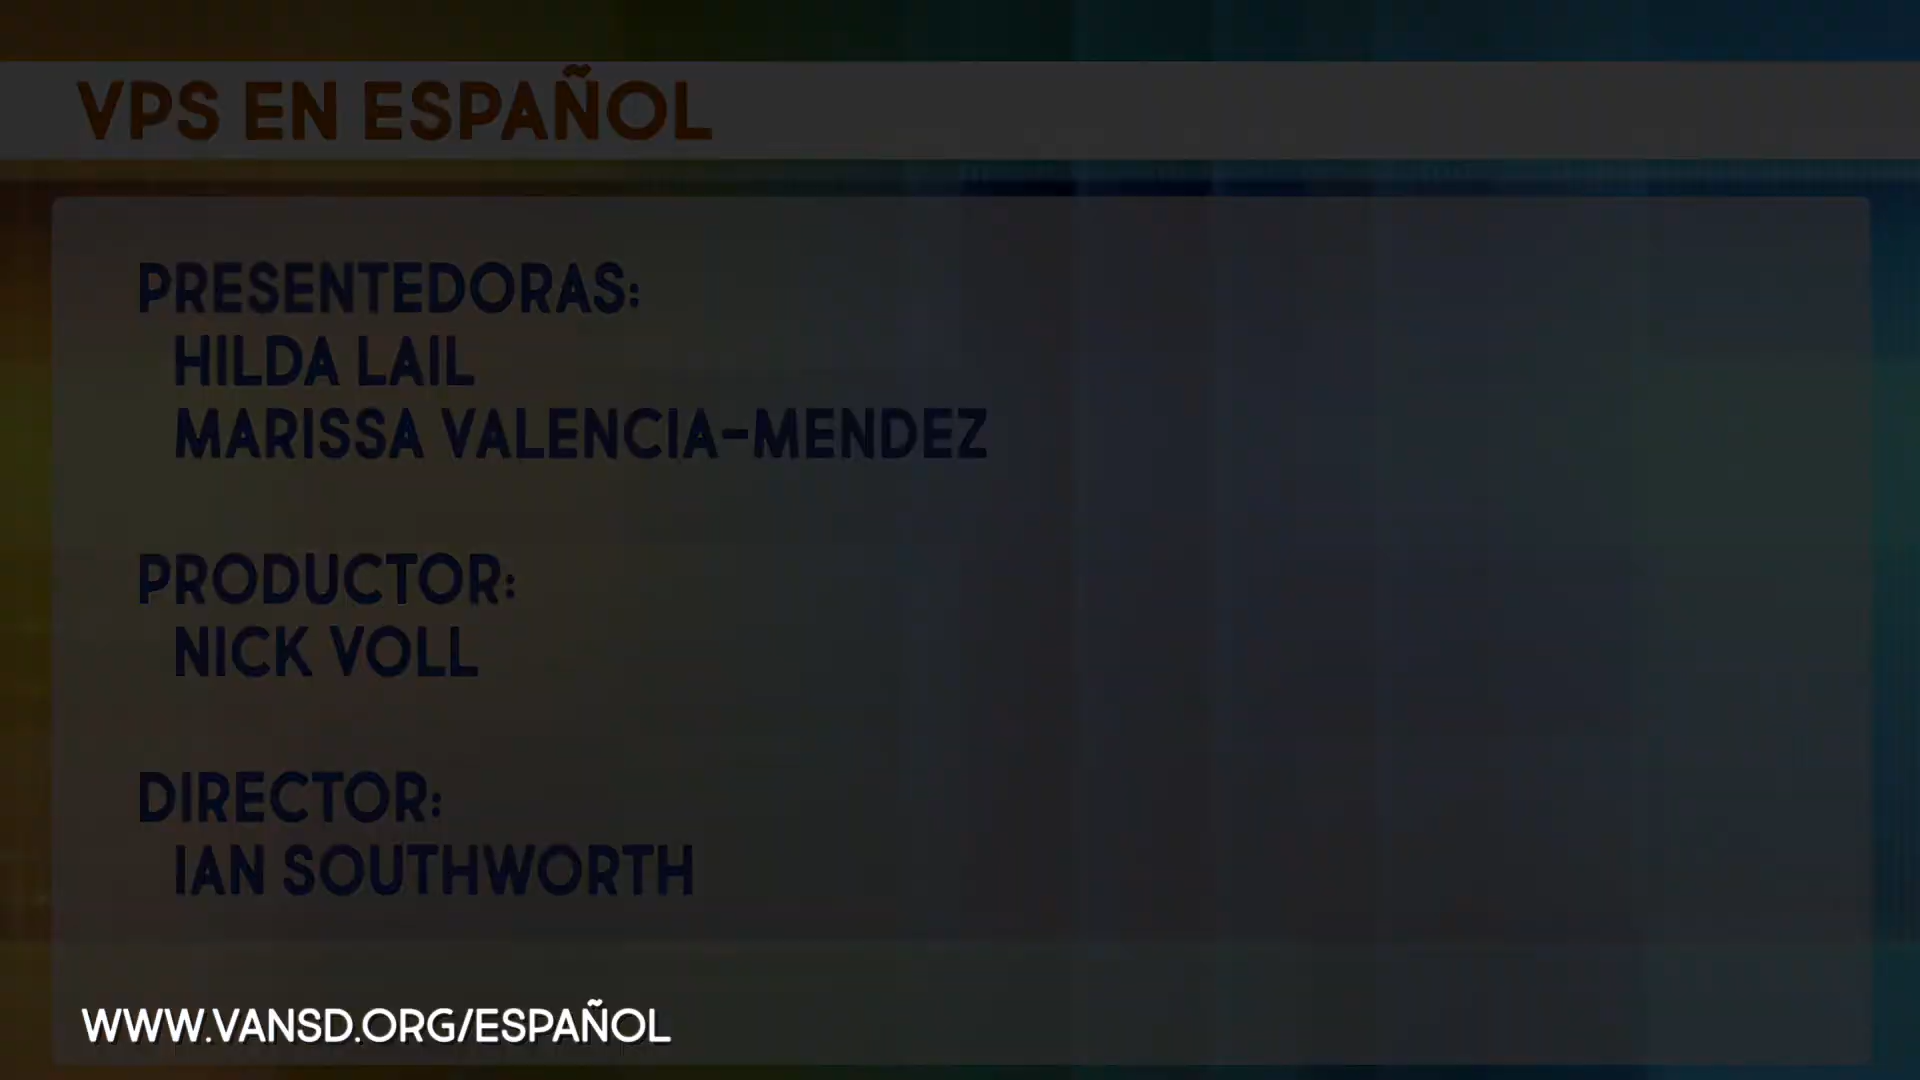 VPS EN ESPAÑOL
PRESENTEDORAS:
HILDA LAIL
MARISSA VALENCIA-MENDEZ
PRODUCTOR:
NICK VOLL
DIRECTOR:
IAN SOUTHWORTH
WWW.VANSD.ORG/ESPAÑOL